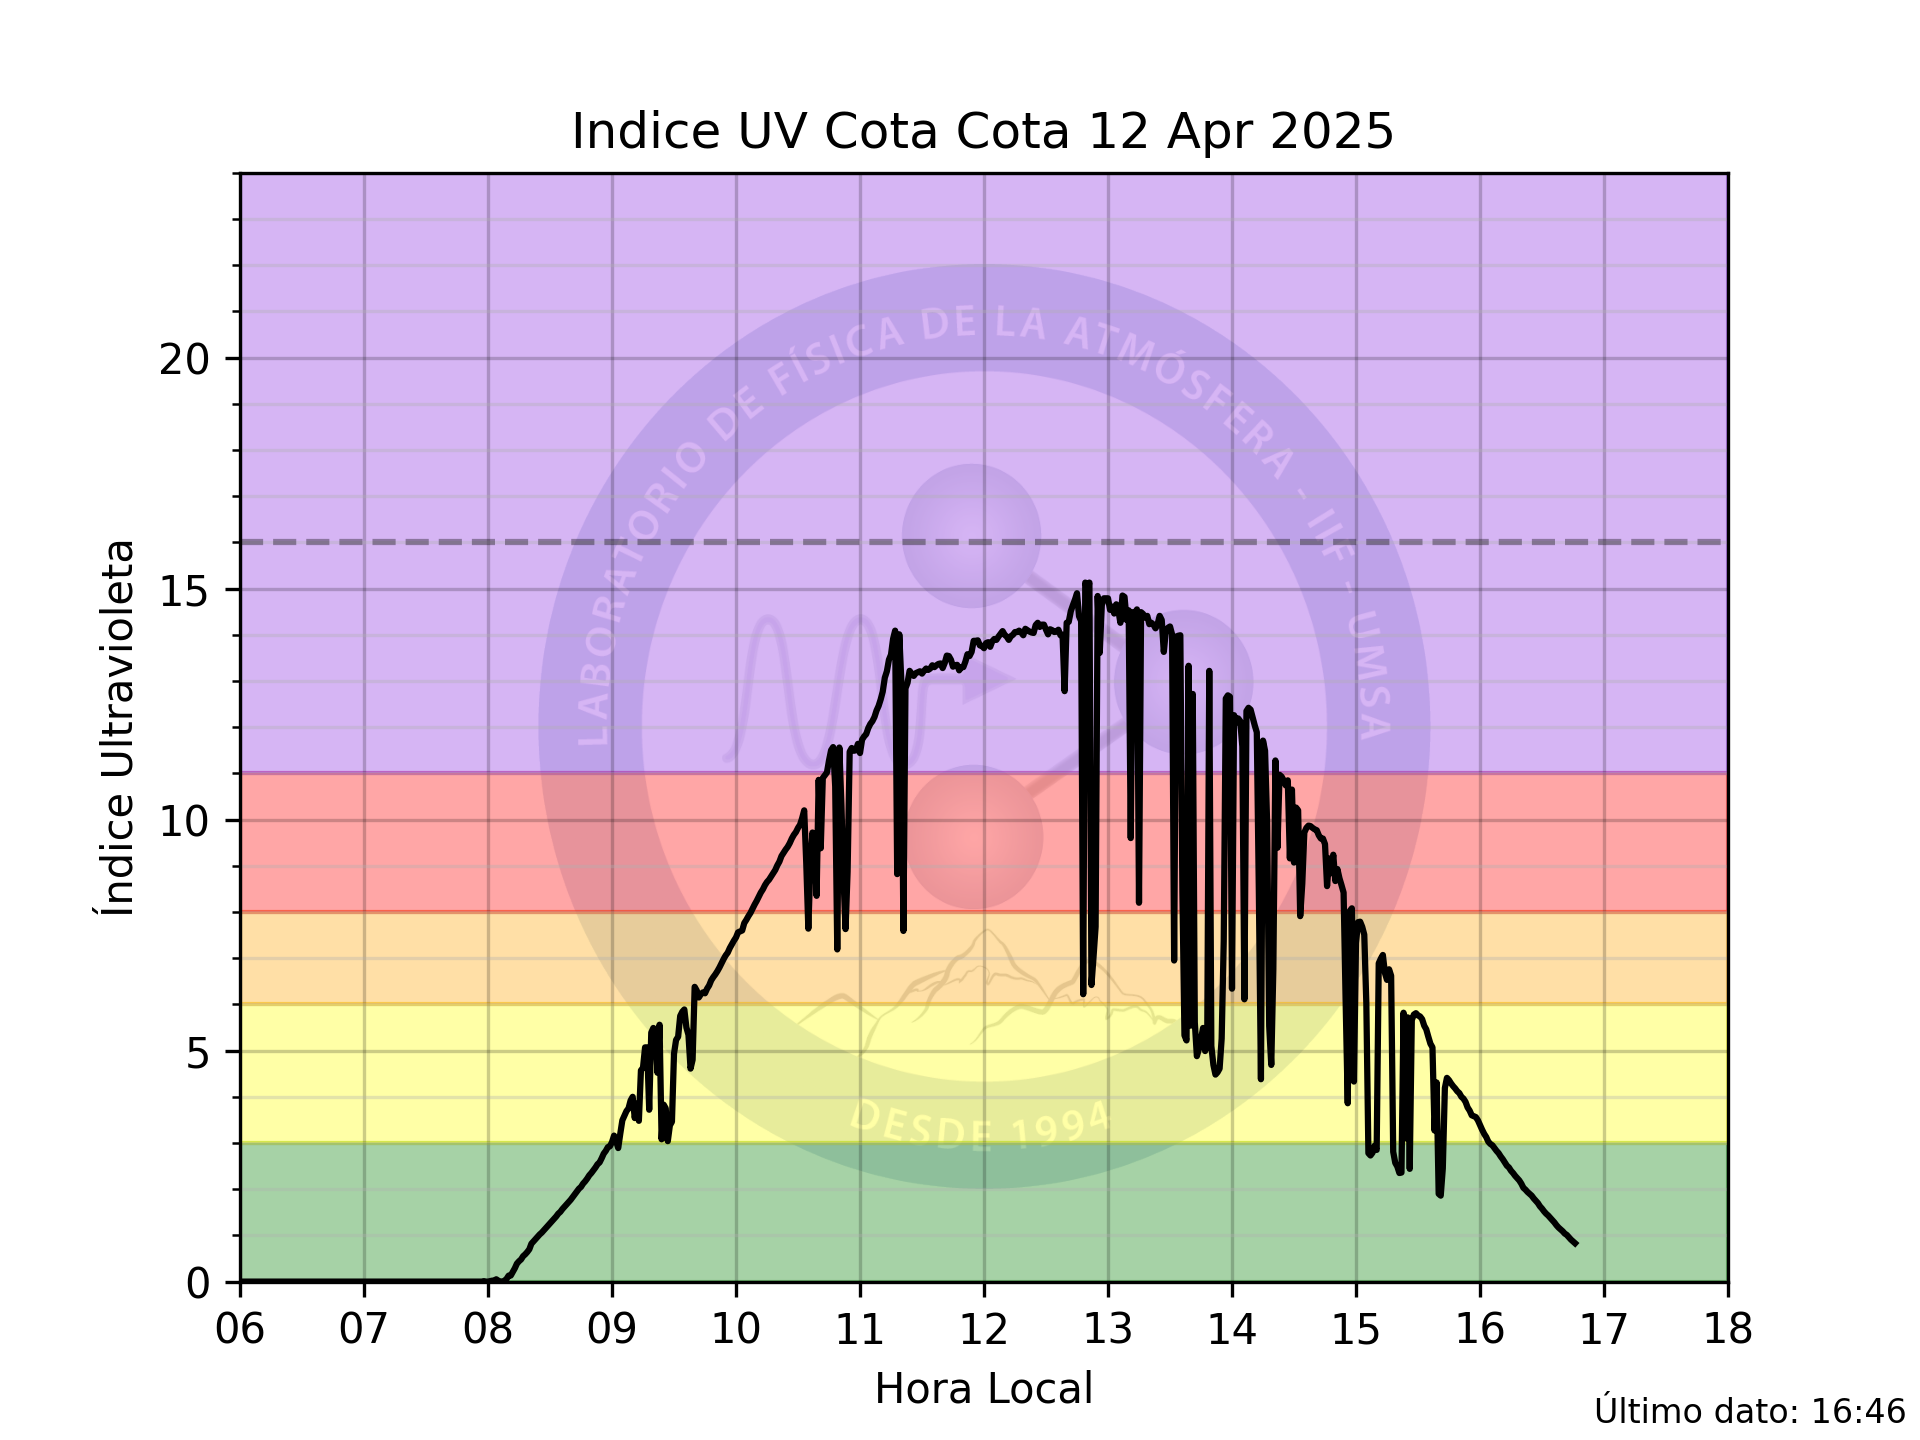 Indice UV Cota Cota 12 Apr 2025
LABORATORIO DE FÍSICA DE LA ATMÓSFERA - IIF - UMSA
DESDE 1994
Índice Ultravioleta
20
15
10
5
0
06 07 08 09 10 11 12 13 14 15 16 17 18
Hora Local
Último dato: 16:46